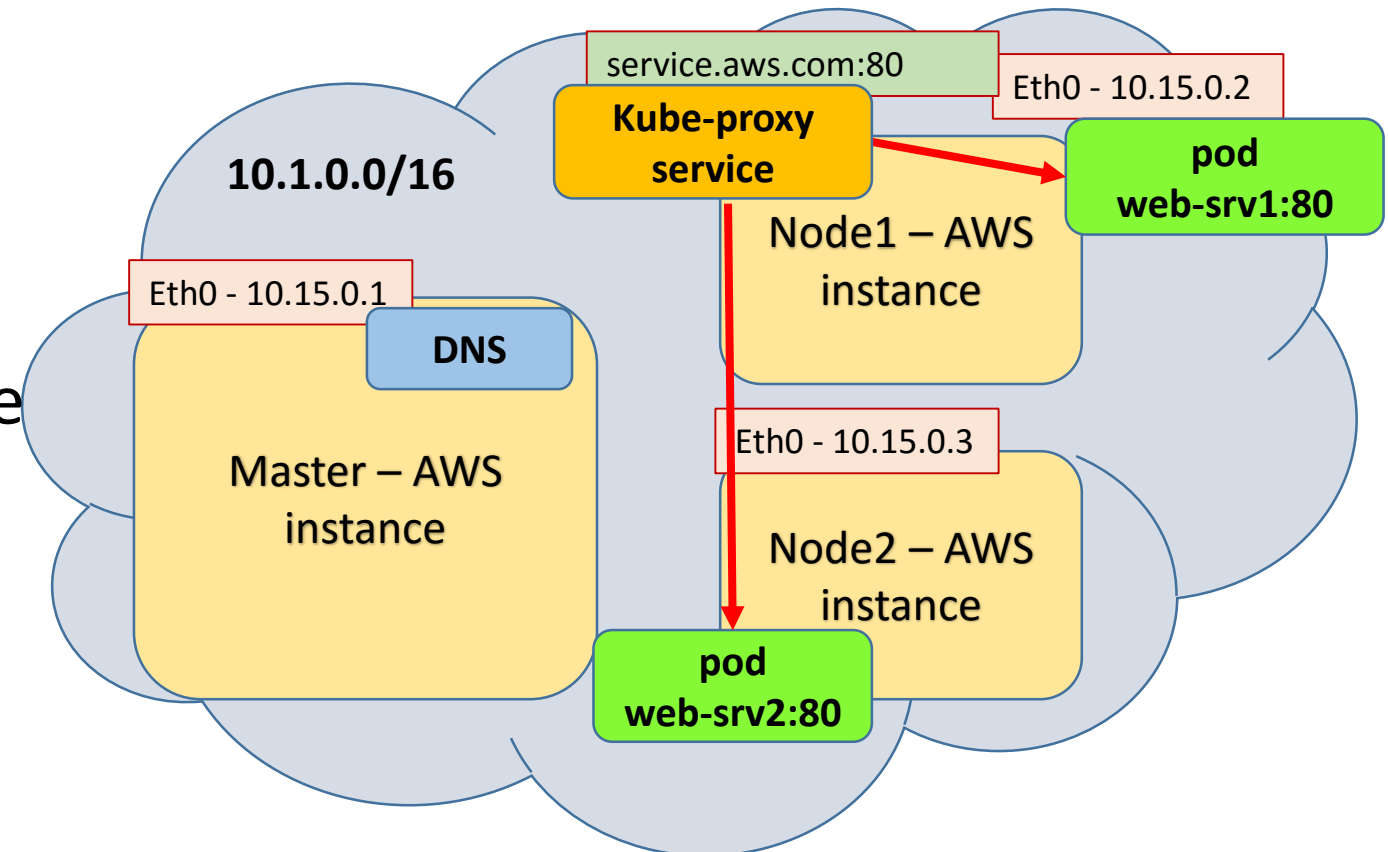 service.aws.com:80
Eth0 - 10.15.0.2
Kube-proxy
service
pod
web-srv1:80
10.1.0.0/16
Node1 – AWS
instance
Eth0 - 10.15.0.1
DNS
e
Master – AWS
instance
Eth0 - 10.15.0.3
Node2 – AWS
instance
pod
web-srv2:80